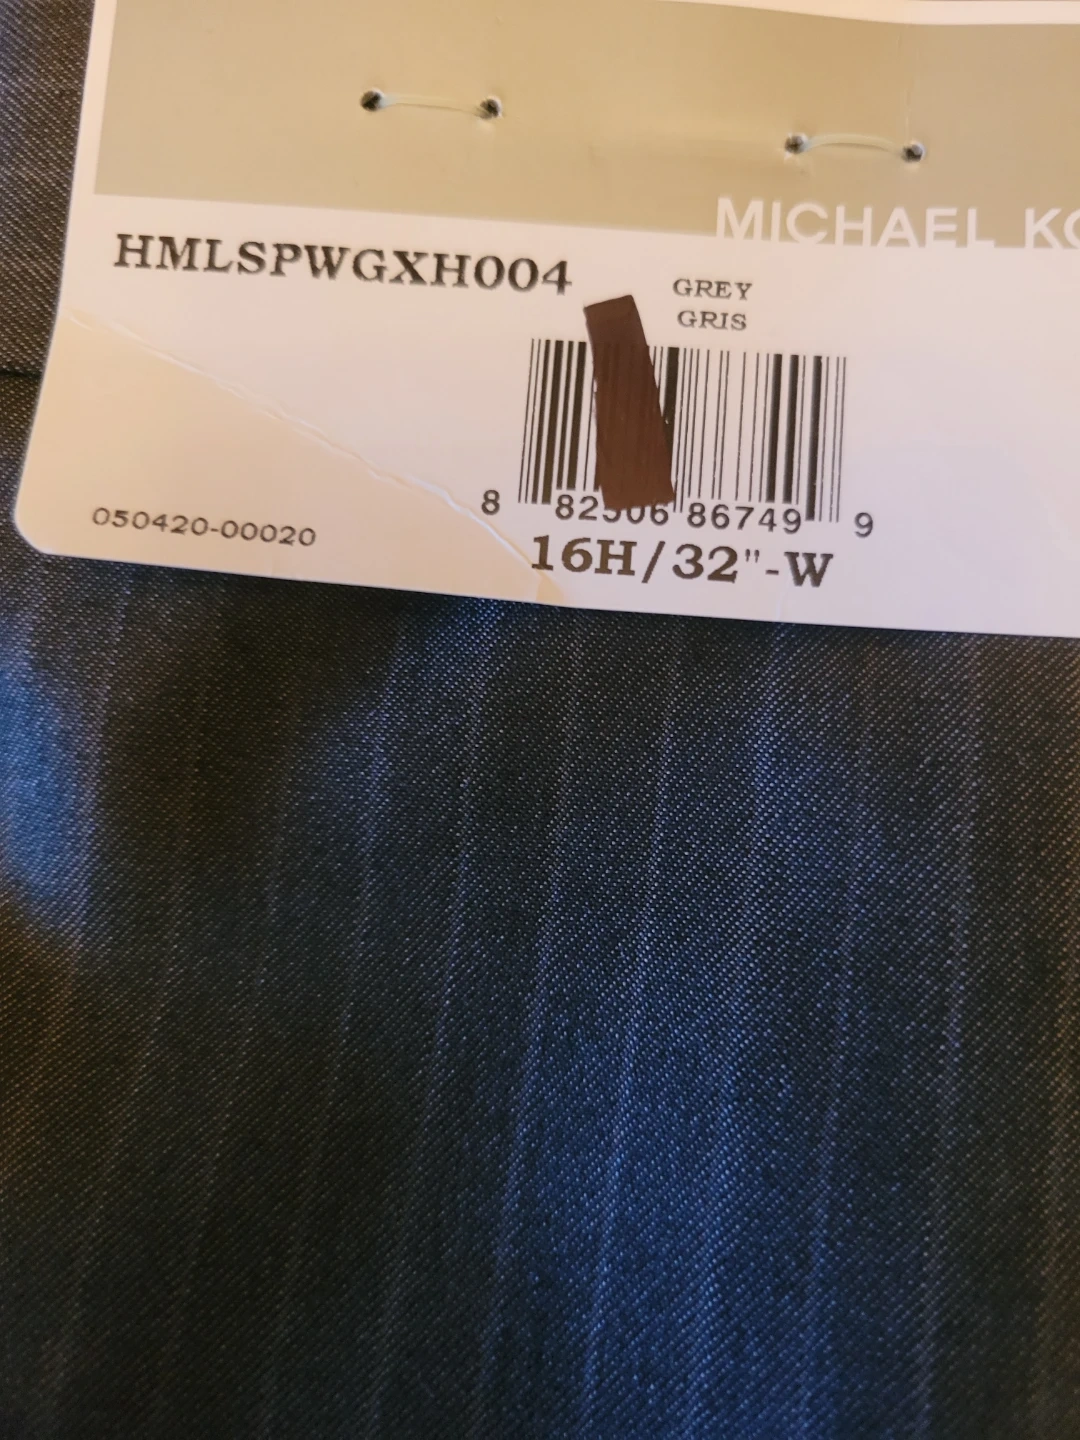 MICHAEL KO
HMLSPWGXH004
GREY
GRIS
8 82506 86749 9
050420-00020
16H/32"-W